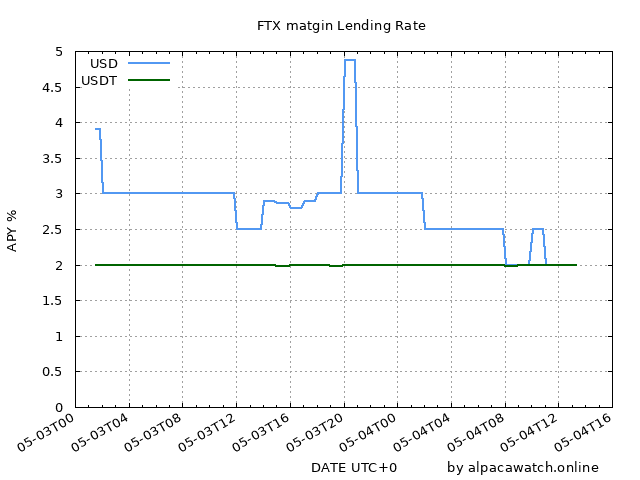 FTX matgin Lending Rate
USD
USDT
5
4.5
4
3.5
3
2.5
2
1.5
1
0.5
0
APY %
05-03T00
05-03T04
05-03T08
05-03T12
05-03T16
05-03T20
05-04T00
05-04T04
05-04T08
05-04T12
05-04T16
DATE UTC+0
by alpacawatch.online